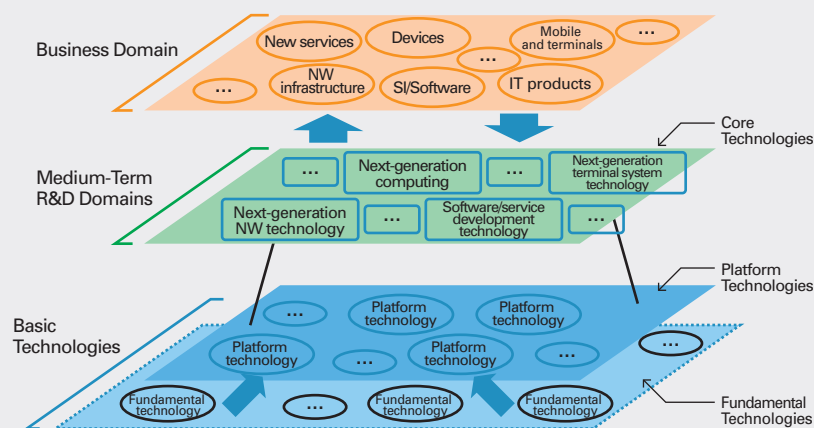 Business Domain
New services
Devices
Mobile
and terminals
...
...
NW
infrastructure
SI/Software
...
IT products
Core
Technologies
Medium-Term
R&D Domains
...
Next-generation
computing
...
Next-generation
terminal system
technology
Next-generation
NW technology
...
Software/service
development
technology
...
Platform
Technologies
Basic
Technologies
...
Platform
technology
Platform
technology
Platform
technology
...
Platform
technology
...
...
Fundamental
technology
...
Fundamental
technology
Fundamental
technology
Fundamental
Technologies